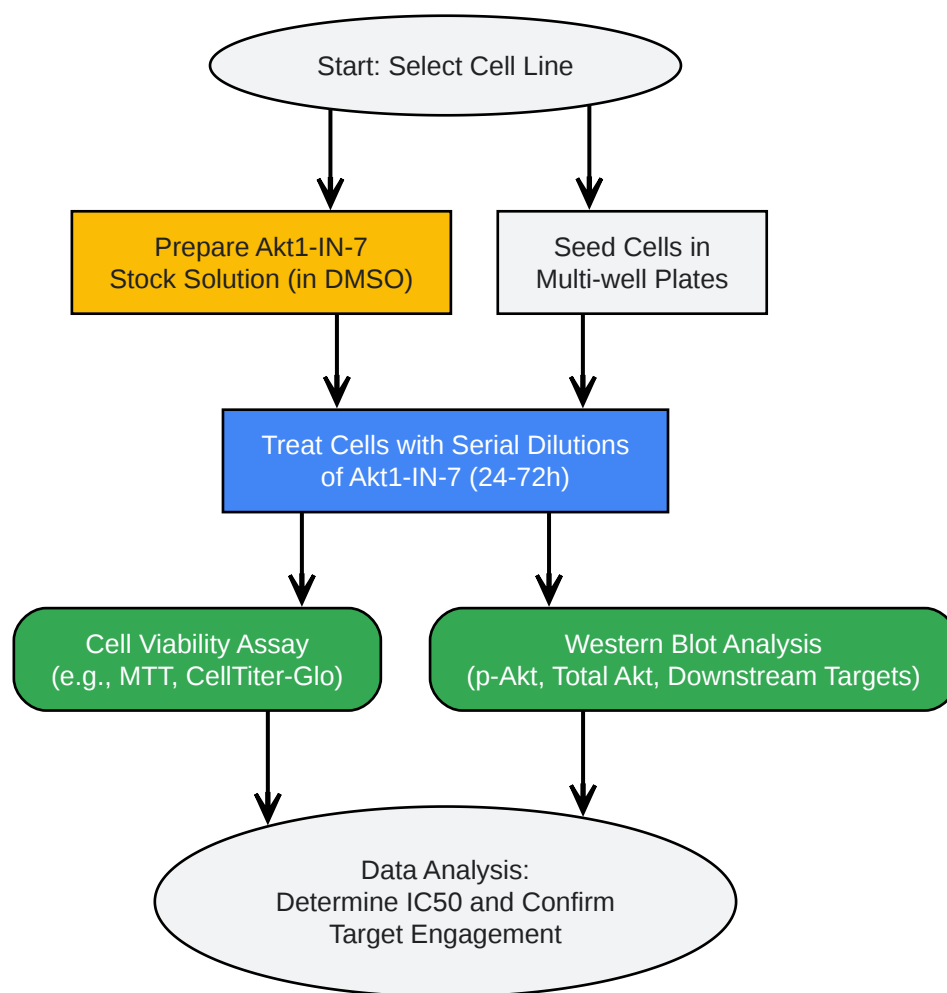 Start: Select Cell Line
Prepare Akt1-IN-7
Stock Solution (in DMSO)
Seed Cells in
Multi-well Plates
Treat Cells with Serial Dilutions
of Akt1-IN-7 (24-72h)
Cell Viability Assay
(e.g., MTT, CellTiter-Glo)
Western Blot Analysis
(p-Akt, Total Akt, Downstream Targets)
Data Analysis:
Determine IC50 and Confirm
Target Engagement